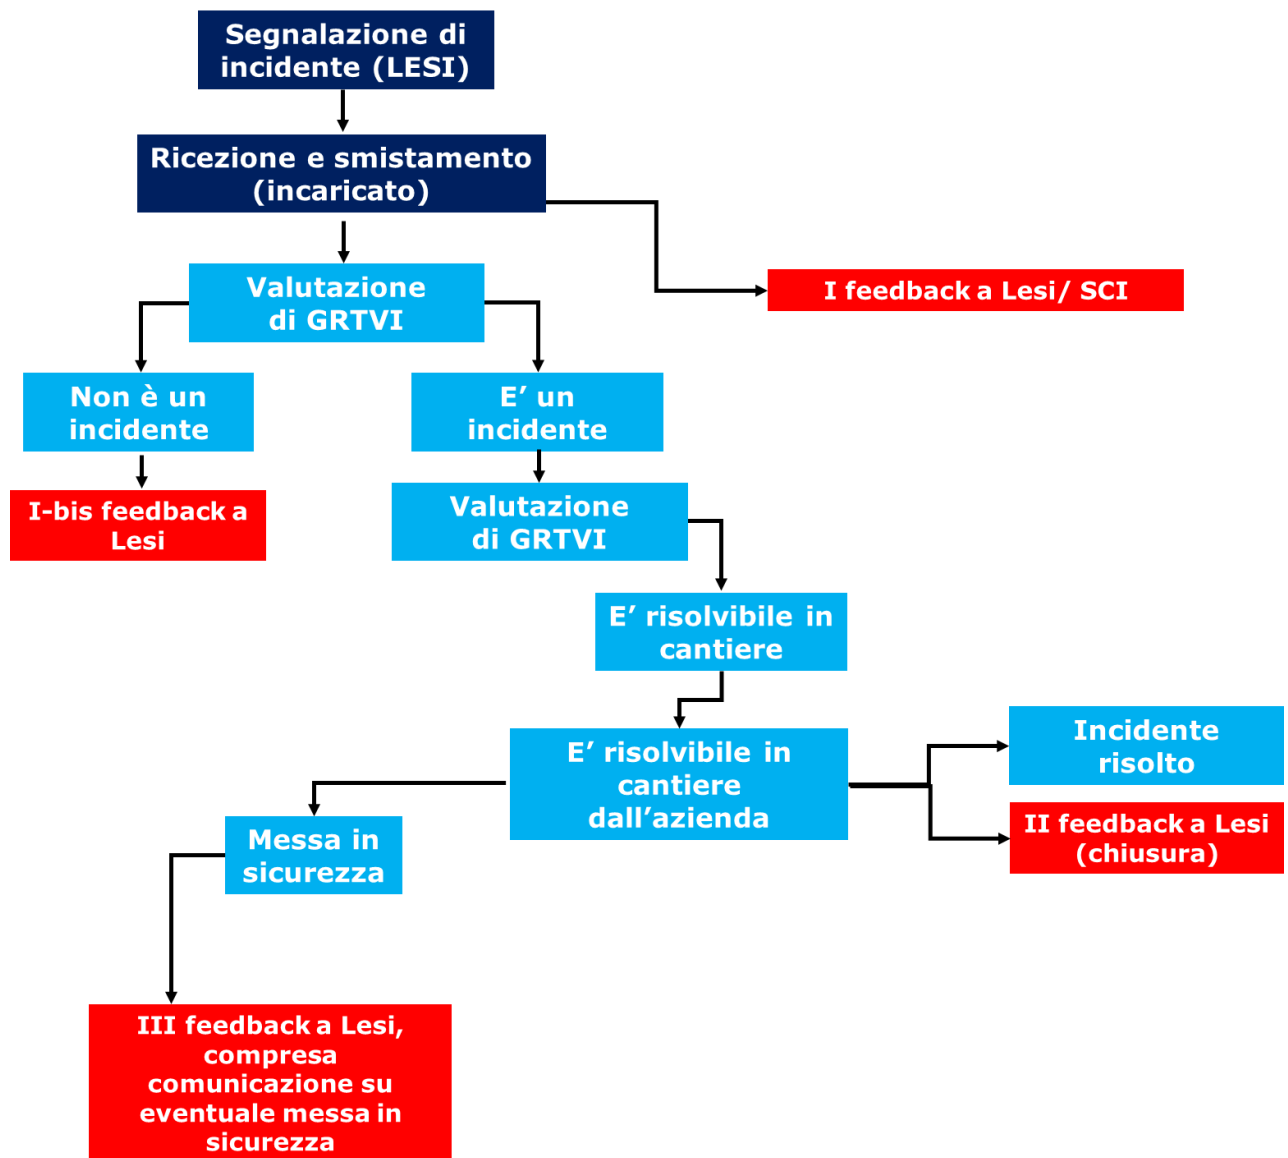 Segnalazione di
incidente (LESI)
Ricezione e smistamento
(incaricato)
Valutazione
di GRTVI
I feedback a Lesi/ SCI
Non è un
incidente
E’ un
incidente
I-bis feedback a
Lesi
Valutazione
di GRTVI
E’ risolvibile in
cantiere
E’ risolvibile in
cantiere
dall’azienda
Incidente
risolto
II feedback a Lesi
(chiusura)
Messa in
sicurezza
III feedback a Lesi,
compresa
comunicazione su
eventuale messa in
sicurezza